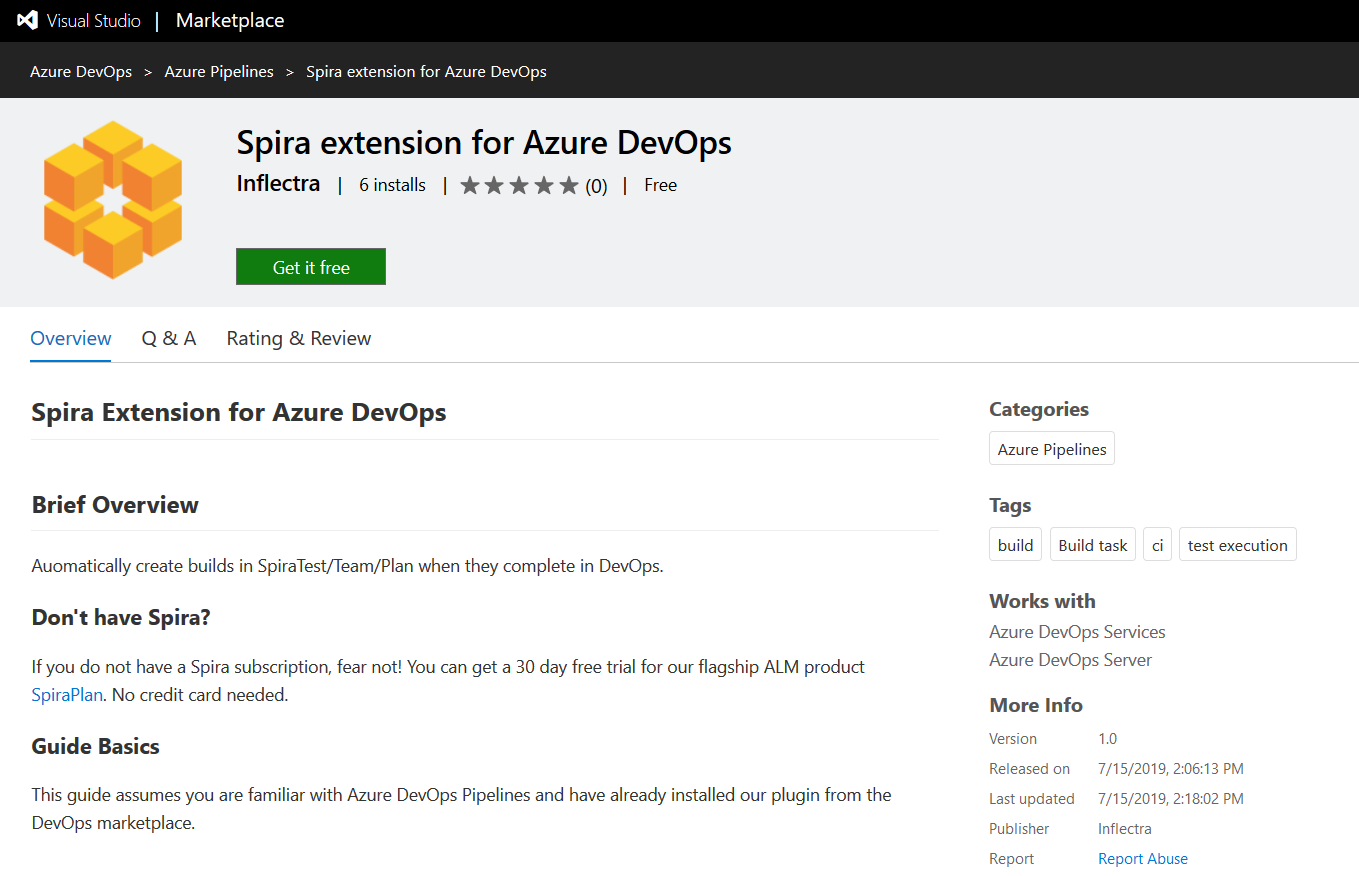 Visual Studio | Marketplace
Azure DevOps > Azure Pipelines > Spira extension for Azure DevOps
Spira extension for Azure DevOps
Inflectra | 6 installs | ★★★★★ (0) | Free
Get it free
Overview Q & A Rating & Review
Spira Extension for Azure DevOps
Brief Overview
Auomatically create builds in SpiraTest/Team/Plan when they complete in DevOps.
Don't have Spira?
If you do not have a Spira subscription, fear not! You can get a 30 day free trial for our flagship ALM product
SpiraPlan. No credit card needed.
Guide Basics
This guide assumes you are familiar with Azure DevOps Pipelines and have already installed our plugin from the
DevOps marketplace.
Categories
Azure Pipelines
Tags
build Build task ci test execution
Works with
Azure DevOps Services
Azure DevOps Server
More Info
Version 1.0
Released on 7/15/2019, 2:06:13 PM
Last updated 7/15/2019, 2:18:02 PM
Publisher Inflectra
Report Report Abuse